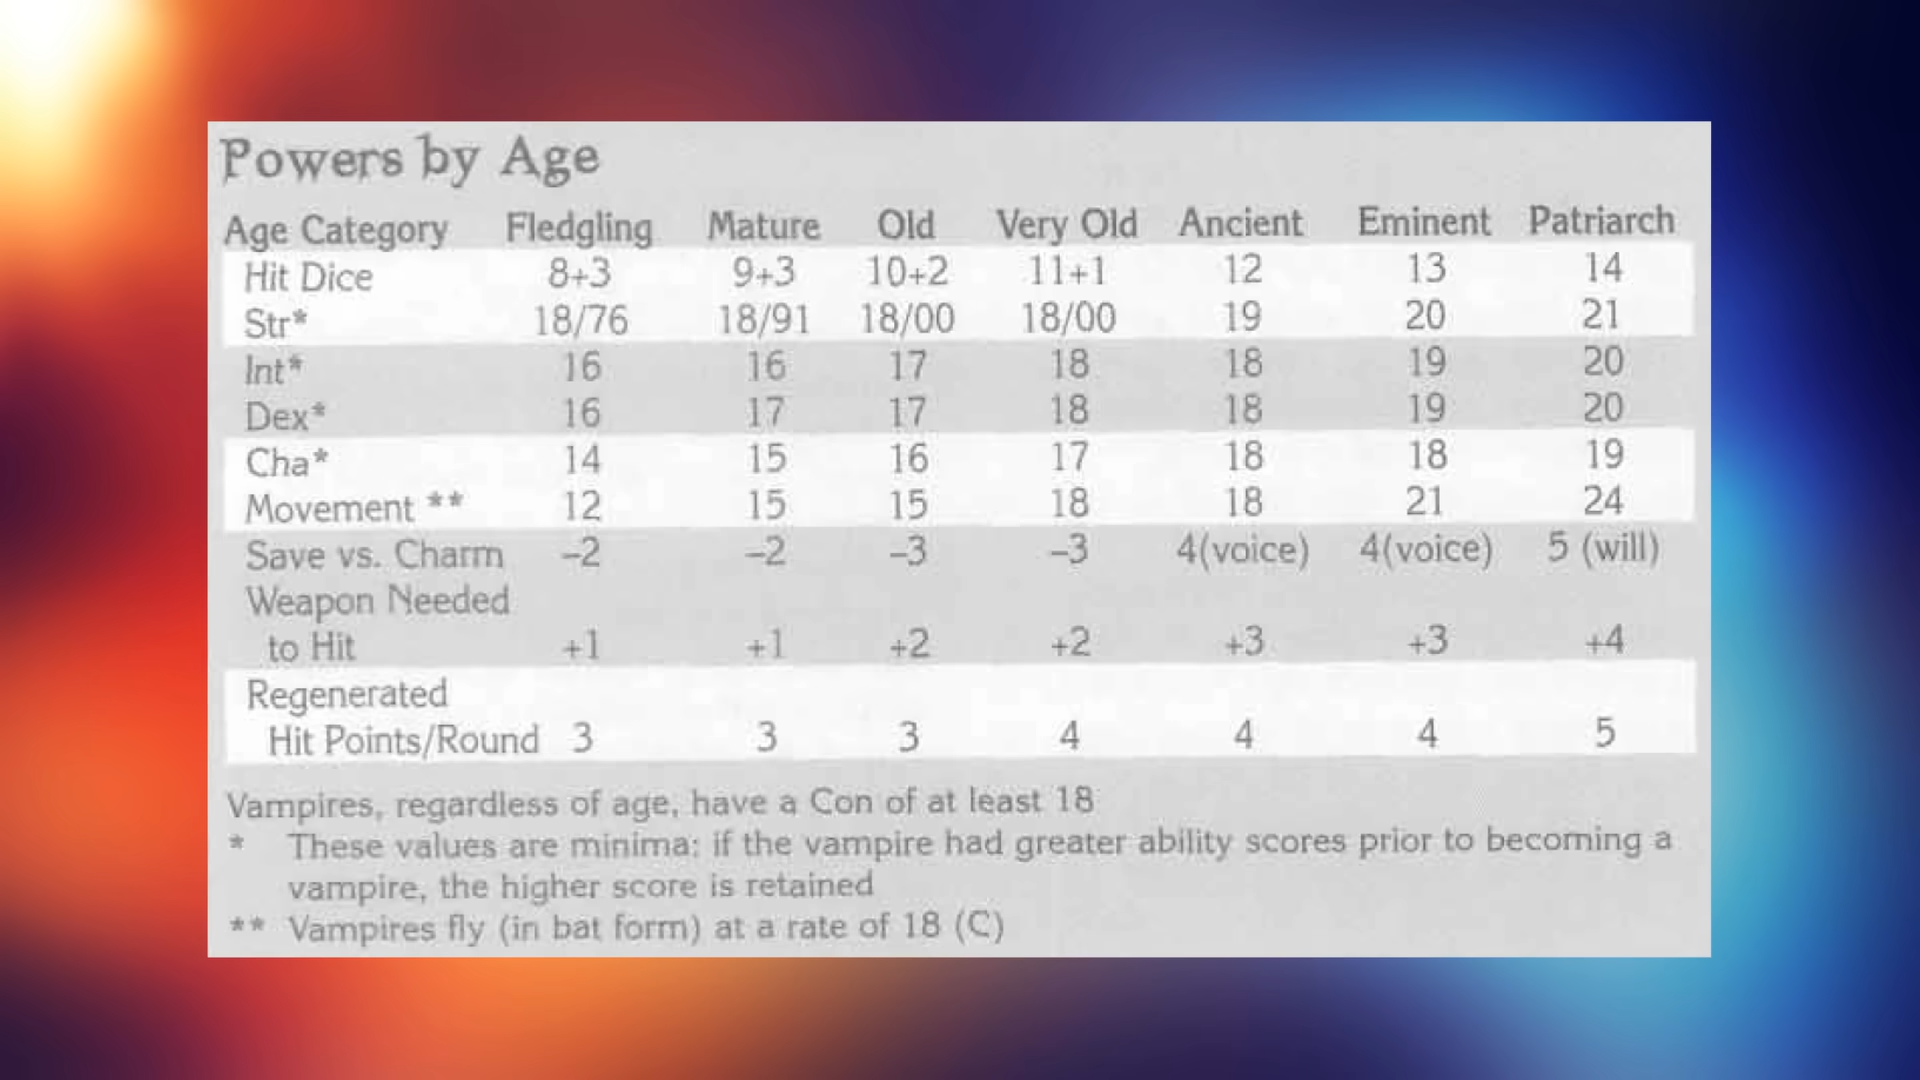 Powers by Age
Age Category Fledgling Mature Old Very Old Ancient Eminent Patriarch
Hit Dice 8+3 9+3 10+2 11+1 12 13 14
Str* 18/76 18/91 18/00 18/00 19 20 21
Int* 16 16 17 18 18 19 20
Dex* 16 17 17 18 18 19 20
Cha* 14 15 16 17 18 18 19
Movement ** 12 15 15 18 18 21 24
Save vs. Charm –2 –2 –3 –3 4(voice) 4(voice) 5 (will)
Weapon Needed
to Hit +1 +1 +2 +2 +3 +3 +4
Regenerated
Hit Points/Round 3 3 3 4 4 4 5
Vampires, regardless of age, have a Con of at least 18
* These values are minima: if the vampire had greater ability scores prior to becoming a
vampire, the higher score is retained
** Vampires fly (in bat form) at a rate of 18 (C)